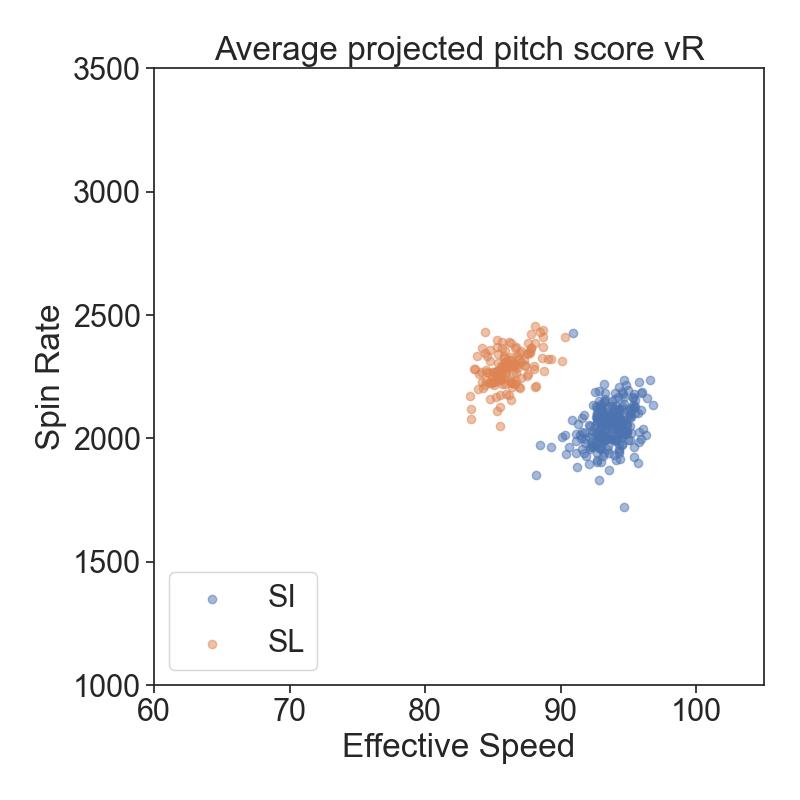 Average projected pitch score vR
3500
3000
2500
2000
1500
1000
Spin Rate
SI
SL
60 70 80 90 100
Effective Speed